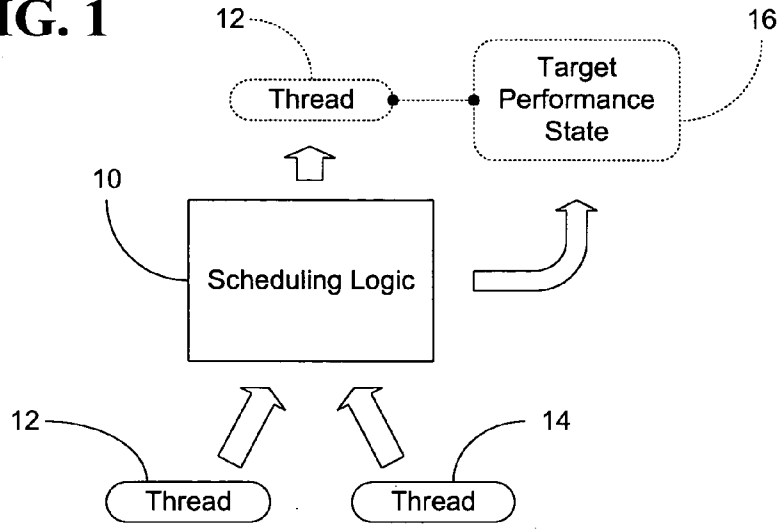 IG. 1
12
16
Thread
Target
Performance
State
10
Scheduling Logic
12
14
Thread
Thread